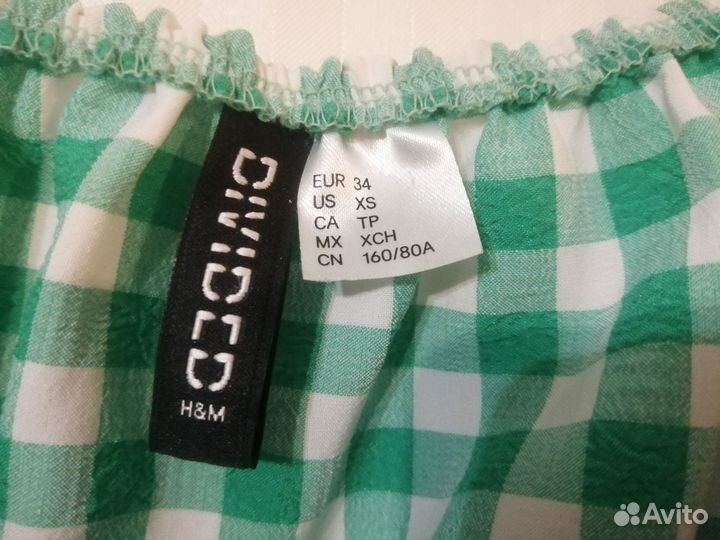 DIVIDED
H&M
EUR 34
US XS
CA TP
MX XCH
CN 160/80A
Avito